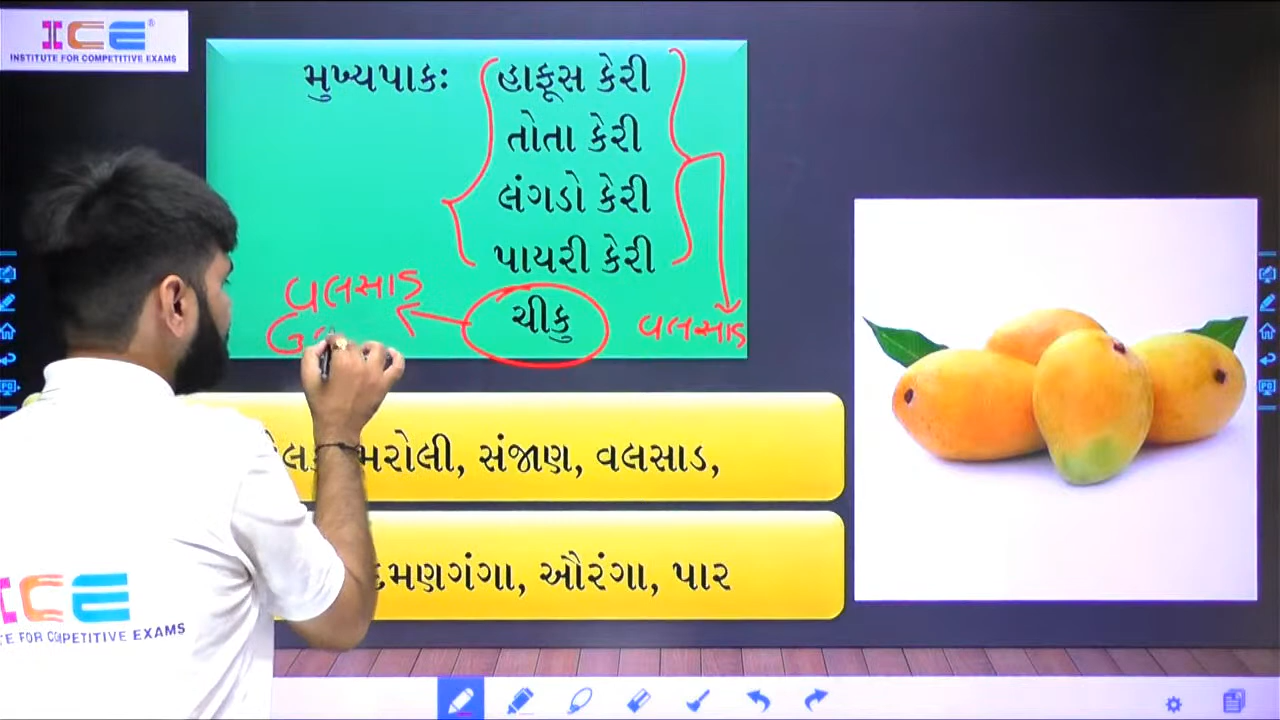 ICE®
INSTITUTE FOR COMPETITIVE EXAMS
મુખ્યપાક:
હાફૂસ કેરી
તોતા કેરી
લંગડો કેરી
પાયરી કેરી
ચીકુ
વલસાડ
વલસાડ
મરોલી, સંજાણ, વલસાડ,
દમણગંગા, ઔરંગા, પાર
ICE
FOR COMPETITIVE EXAMS